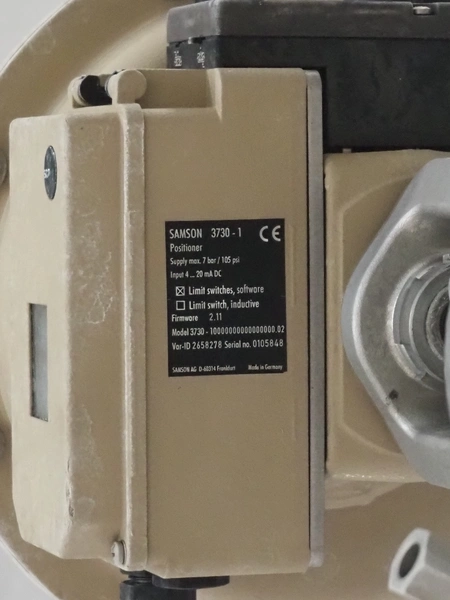 SAMSON 3730 - 1 CE
Positioner
Supply max. 7 bar / 105 psi
Input 4 ... 20 mA DC
☒ Limit switches, software
☐ Limit switch, inductive
Firmware 2.11
Model 3730 - 10000000000000000.02
Var-ID 2658278 Serial no. 0105848
SAMSON AG D-60314 Frankfurt Made in Germany